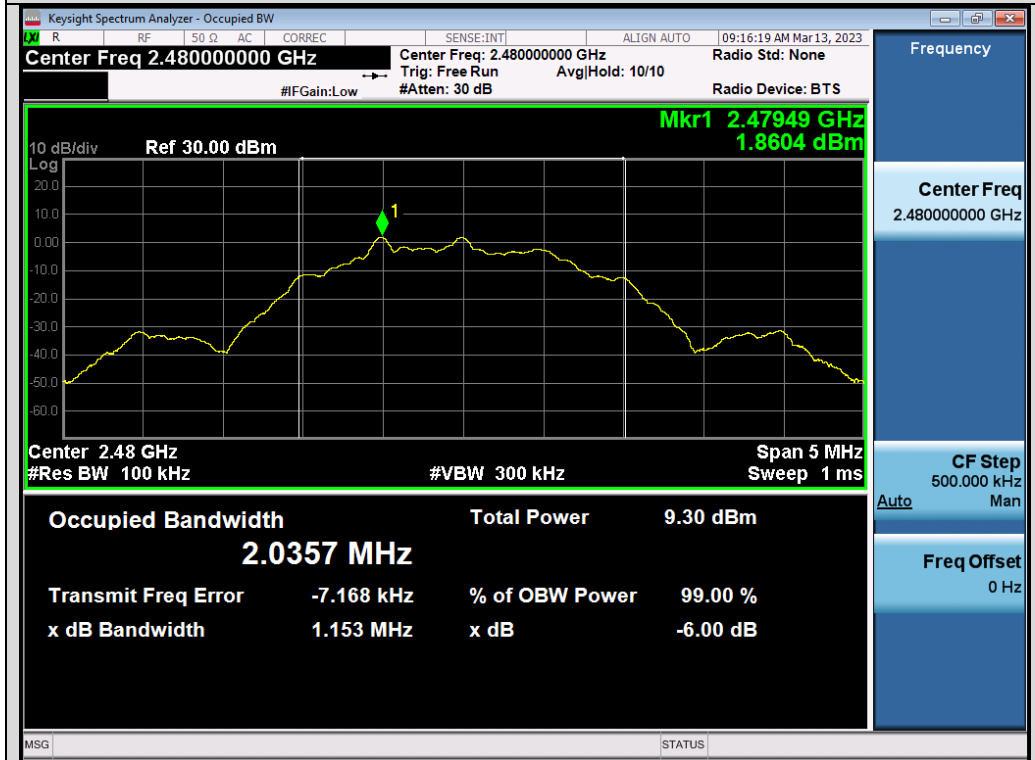 Keysight Spectrum Analyzer - Occupied BW
LXI R RF 50 Ω AC CORREC SENSE:INT ALIGN AUTO 09:16:19 AM Mar 13, 2023
Center Freq 2.480000000 GHz
Center Freq: 2.480000000 GHz Radio Std: None
Trig: Free Run Avg|Hold: 10/10
#IFGain:Low #Atten: 30 dB Radio Device: BTS
Mkr1 2.47949 GHz
1.8604 dBm
10 dB/div Ref 30.00 dBm
Log
20.0
10.0
1
0.00
-10.0
-20.0
-30.0
-40.0
-50.0
-60.0
Center 2.48 GHz Span 5 MHz
#Res BW 100 kHz #VBW 300 kHz Sweep 1 ms
Occupied Bandwidth Total Power 9.30 dBm
2.0357 MHz
Transmit Freq Error -7.168 kHz % of OBW Power 99.00 %
x dB Bandwidth 1.153 MHz x dB -6.00 dB
Frequency
Center Freq
2.480000000 GHz
CF Step
500.000 kHz
Auto Man
Freq Offset
0 Hz
MSG STATUS